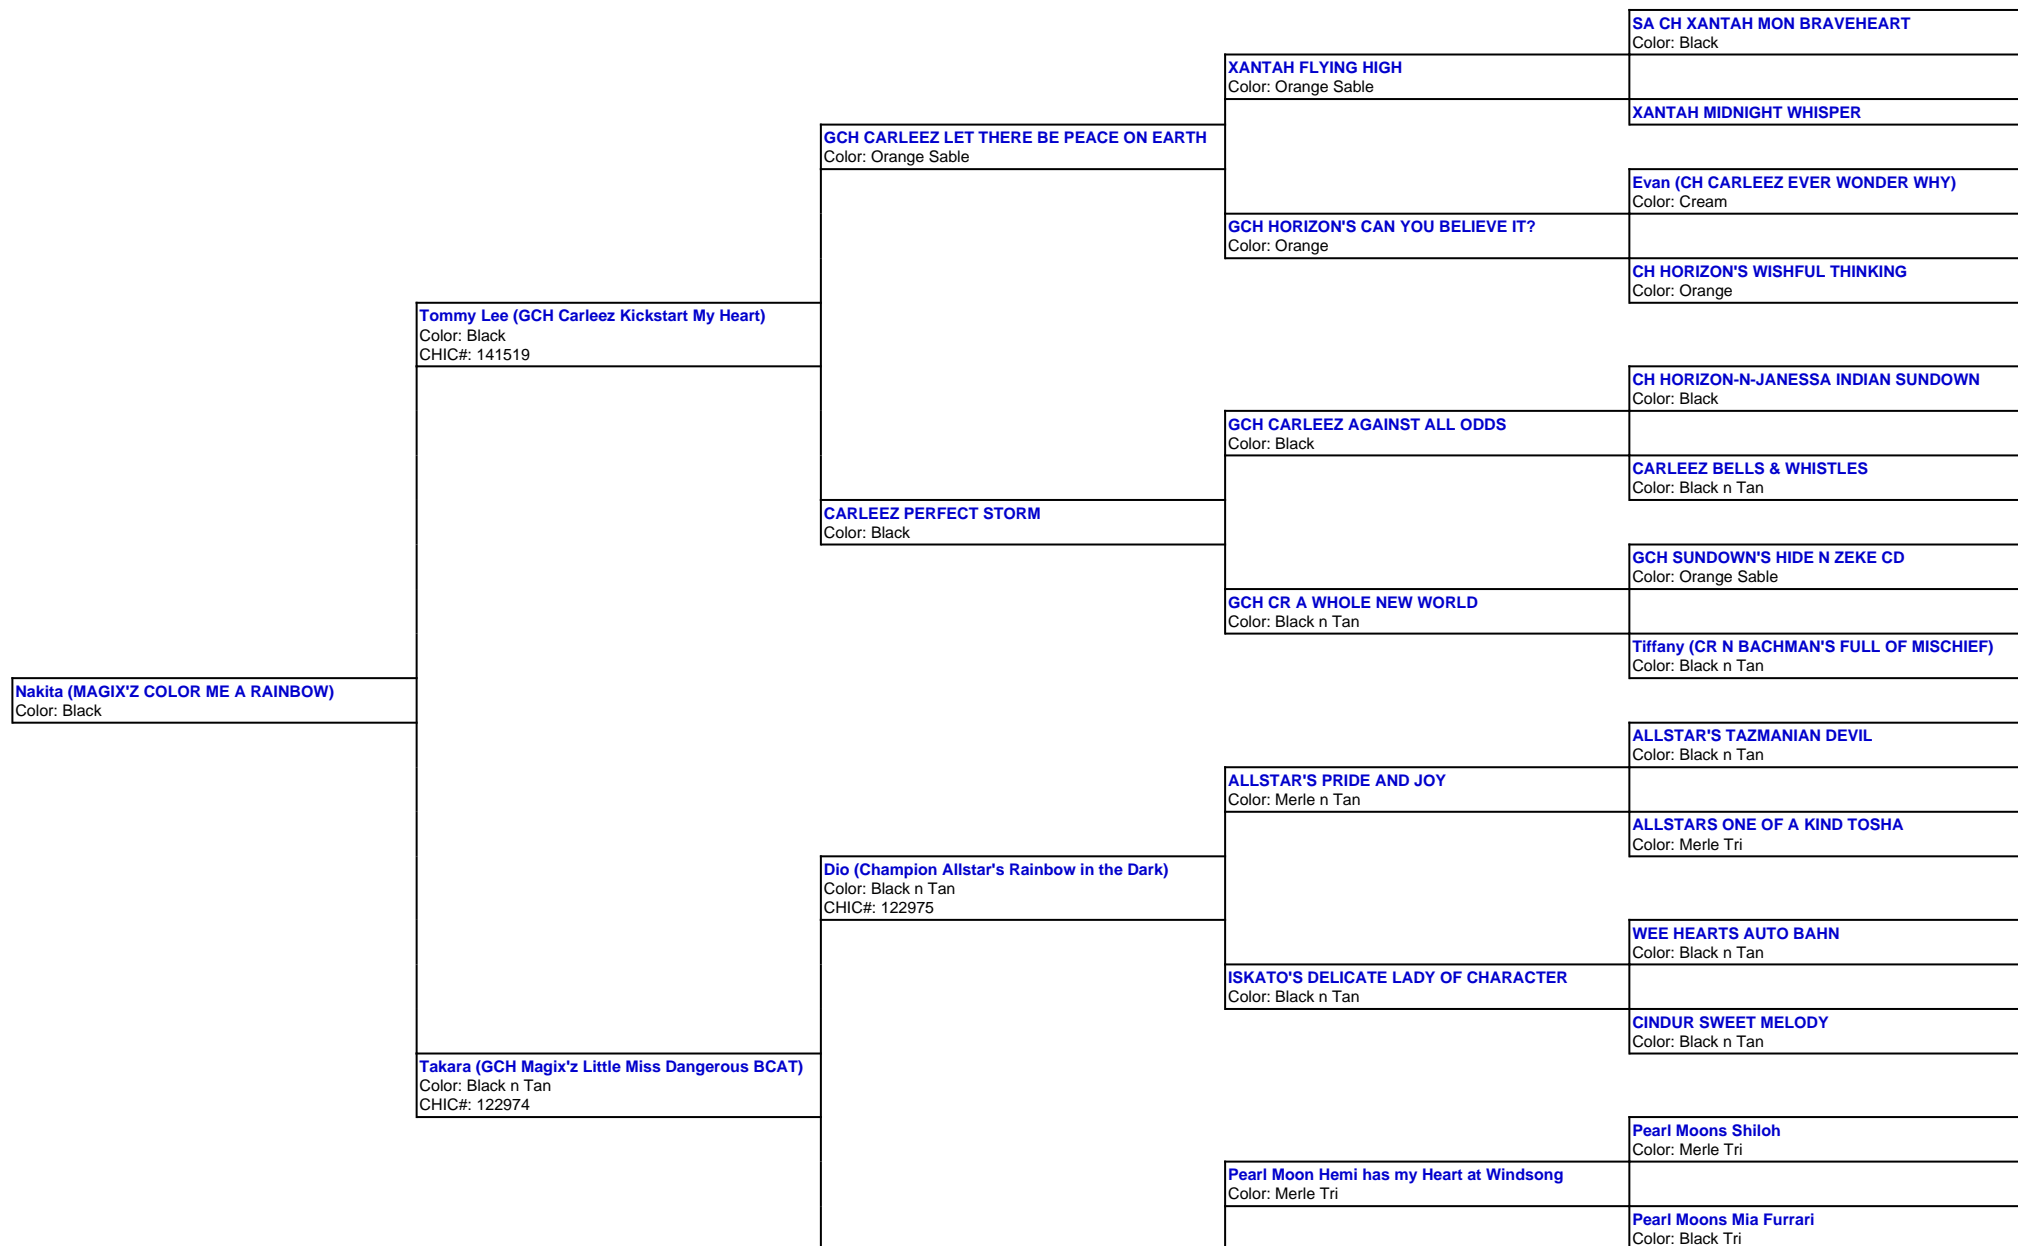 SA CH XANTAH MON BRAVEHEART
Color: Black
XANTAH FLYING HIGH
Color: Orange Sable
XANTAH MIDNIGHT WHISPER
GCH CARLEEZ LET THERE BE PEACE ON EARTH
Color: Orange Sable
Evan (CH CARLEEZ EVER WONDER WHY)
Color: Cream
GCH HORIZON'S CAN YOU BELIEVE IT?
Color: Orange
CH HORIZON'S WISHFUL THINKING
Color: Orange
Tommy Lee (GCH Carleez Kickstart My Heart)
Color: Black
CHIC#: 141519
CH HORIZON-N-JANESSA INDIAN SUNDOWN
Color: Black
GCH CARLEEZ AGAINST ALL ODDS
Color: Black
CARLEEZ BELLS & WHISTLES
Color: Black n Tan
CARLEEZ PERFECT STORM
Color: Black
GCH SUNDOWN'S HIDE N ZEKE CD
Color: Orange Sable
GCH CR A WHOLE NEW WORLD
Color: Black n Tan
Tiffany (CR N BACHMAN'S FULL OF MISCHIEF)
Color: Black n Tan
Nakita (MAGIX'Z COLOR ME A RAINBOW)
Color: Black
ALLSTAR'S TAZMANIAN DEVIL
Color: Black n Tan
ALLSTAR'S PRIDE AND JOY
Color: Merle n Tan
ALLSTARS ONE OF A KIND TOSHA
Color: Merle Tri
Dio (Champion Allstar's Rainbow in the Dark)
Color: Black n Tan
CHIC#: 122975
WEE HEARTS AUTO BAHN
Color: Black n Tan
ISKATO'S DELICATE LADY OF CHARACTER
Color: Black n Tan
CINDUR SWEET MELODY
Color: Black n Tan
Takara (GCH Magix'z Little Miss Dangerous BCAT)
Color: Black n Tan
CHIC#: 122974
Pearl Moons Shiloh
Color: Merle Tri
Pearl Moon Hemi has my Heart at Windsong
Color: Merle Tri
Pearl Moons Mia Furrari
Color: Black Tri